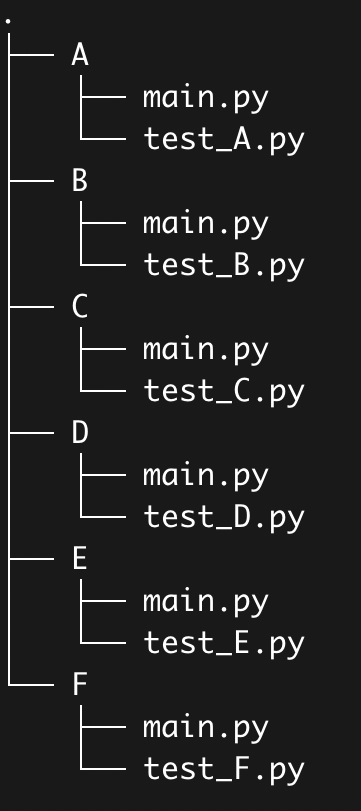 .
├── A
│   ├── main.py
│   └── test_A.py
├── B
│   ├── main.py
│   └── test_B.py
├── C
│   ├── main.py
│   └── test_C.py
├── D
│   ├── main.py
│   └── test_D.py
├── E
│   ├── main.py
│   └── test_E.py
└── F
    ├── main.py
    └── test_F.py